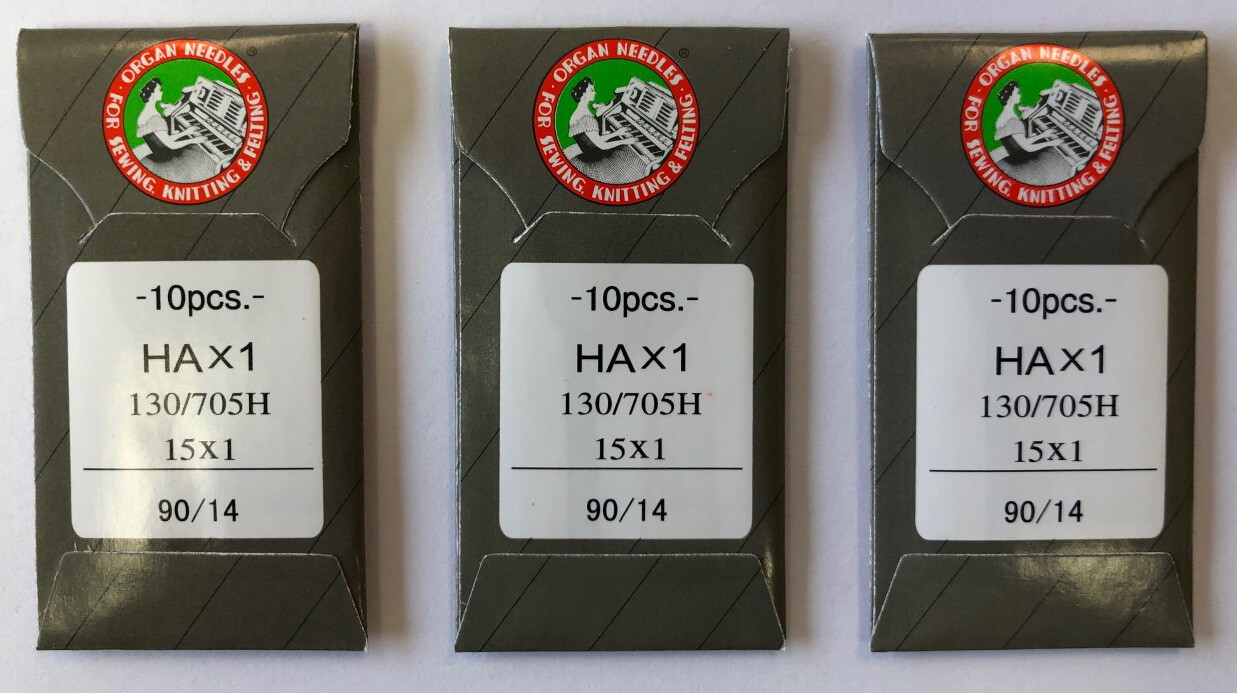 ORGAN NEEDLES ®
· FOR SEWING, KNITTING & FELTING ·
-10pcs.-
HA×1
130/705H
15x1
90/14
ORGAN NEEDLES ®
· FOR SEWING, KNITTING & FELTING ·
-10pcs.-
HA×1
130/705H
15x1
90/14
ORGAN NEEDLES
· FOR SEWING, KNITTING & FELTING ·
-10pcs.-
HA×1
130/705H
15x1
90/14